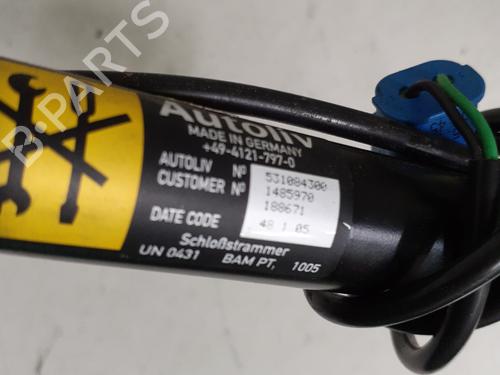 Autoliv
MADE IN GERMANY
+49-4121-797-0
AUTOLIV Nº 531084300
CUSTOMER Nº 1485970
188671
DATE CODE 48 1 05
Schloßstrammer
UN 0431 BAM PT, 1005
B-Parts